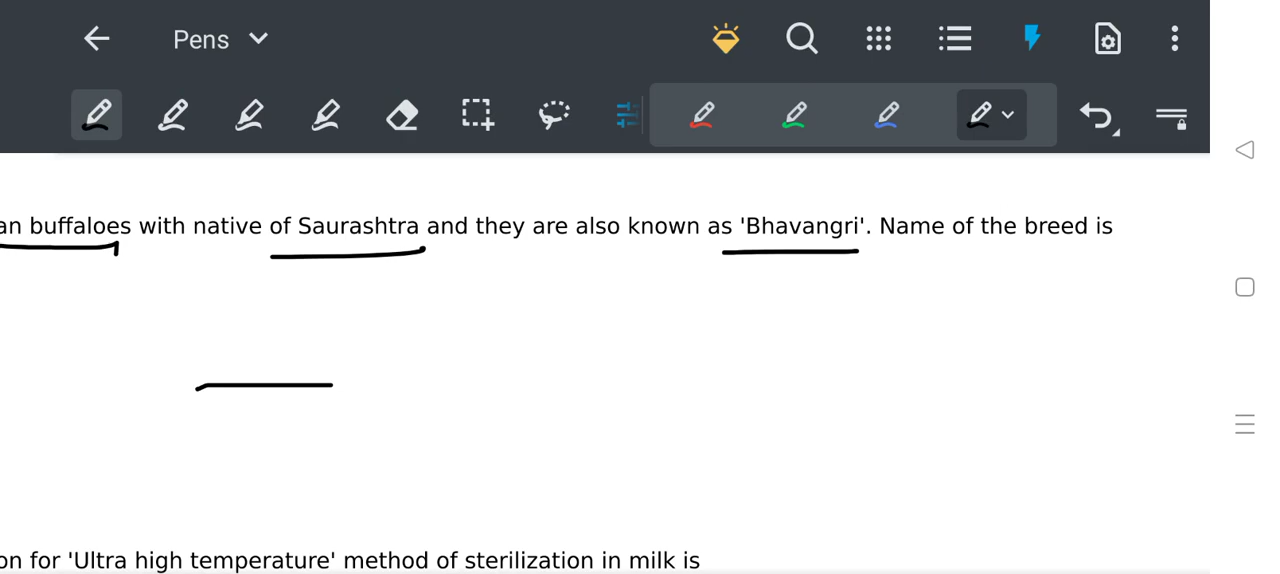 Pens
an buffaloes with native of Saurashtra and they are also known as 'Bhavangri'. Name of the breed is
on for 'Ultra high temperature' method of sterilization in milk is